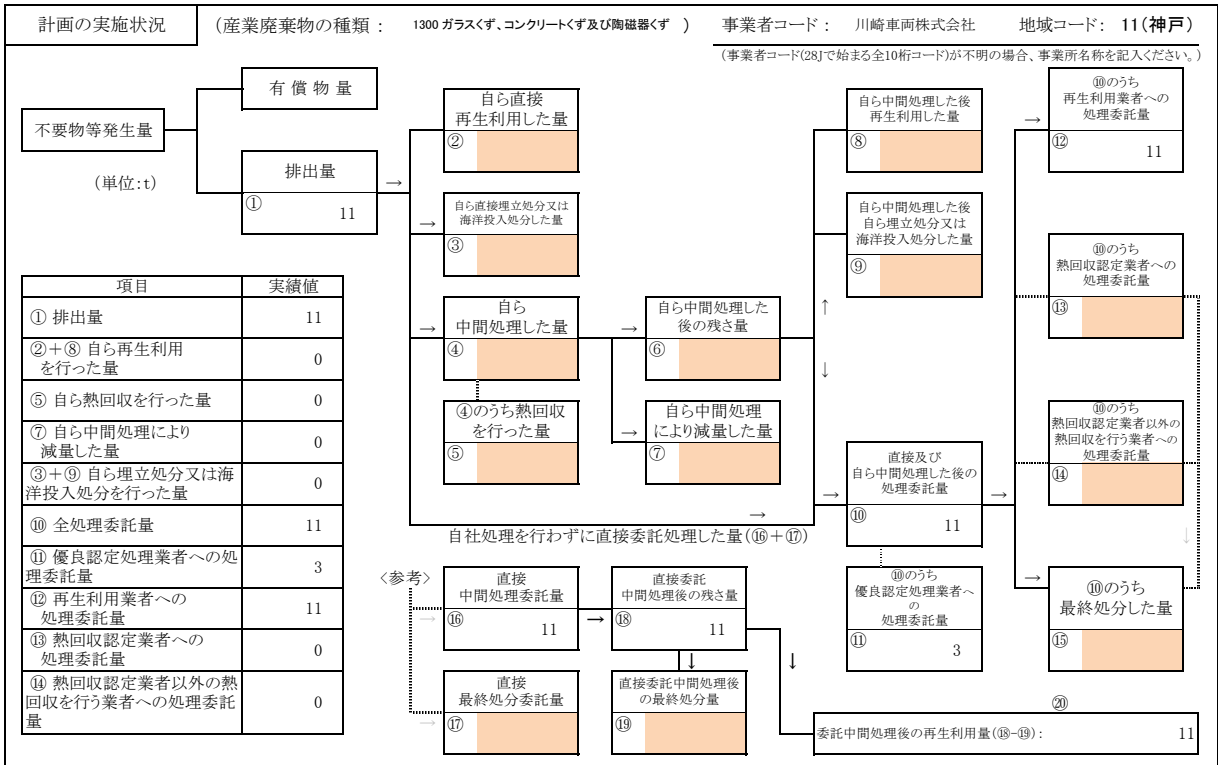 計画の実施状況 (産業廃棄物の種類： 1300 ガラスくず、コンクリートくず及び陶磁器くず ) 事業者コード： 川崎車両株式会社 地域コード： 11(神戸)
(事業者コード(28Jで始まる全10桁コード)が不明の場合、事業所名称を記入ください。)
不要物等発生量
(単位:t)
有償物量
排出量
→
① 11
自ら直接
再生利用した量
②
→
自ら直接埋立処分又は
海洋投入処分した量
③
→
自ら
中間処理した量
④
④のうち熱回収
を行った量
⑤
→
自ら中間処理した
後の残さ量
⑥
→
自ら中間処理
により減量した量
⑦
自ら中間処理した後
再生利用した量
⑧
自ら中間処理した後
自ら埋立処分又は
海洋投入処分した量
⑨
↑
↓
→
直接及び
自ら中間処理した後の
処理委託量
⑩ 11
→
⑩のうち
優良認定処理業者へ
の
処理委託量
⑪ 3
→
⑩のうち
再生利用業者への
処理委託量
⑫ 11
⑩のうち
熱回収認定業者への
処理委託量
⑬
⑩のうち
熱回収認定業者以外の
熱回収を行う業者への
処理委託量
⑭
↓
→
⑩のうち
最終処分した量
⑮
→
自社処理を行わずに直接委託処理した量(⑯+⑰)
項目 実績値
① 排出量 11
②+⑧ 自ら再生利用
を行った量 0
⑤ 自ら熱回収を行った量 0
⑦ 自ら中間処理により
減量した量 0
③+⑨ 自ら埋立処分又は海
洋投入処分を行った量 0
⑩ 全処理委託量 11
⑪ 優良認定処理業者への処
理委託量 3
⑫ 再生利用業者への
処理委託量 11
⑬ 熱回収認定業者への
処理委託量 0
⑭ 熱回収認定業者以外の熱
回収を行う業者への処理委託
量 0
<参考>
→
直接
中間処理委託量
⑯ 11
→
直接委託
中間処理後の残さ量
⑱ 11
↓
↓
→
直接
最終処分委託量
⑰
直接委託中間処理後
の最終処分量
⑲
⑳
委託中間処理後の再生利用量(⑱-⑲)： 11